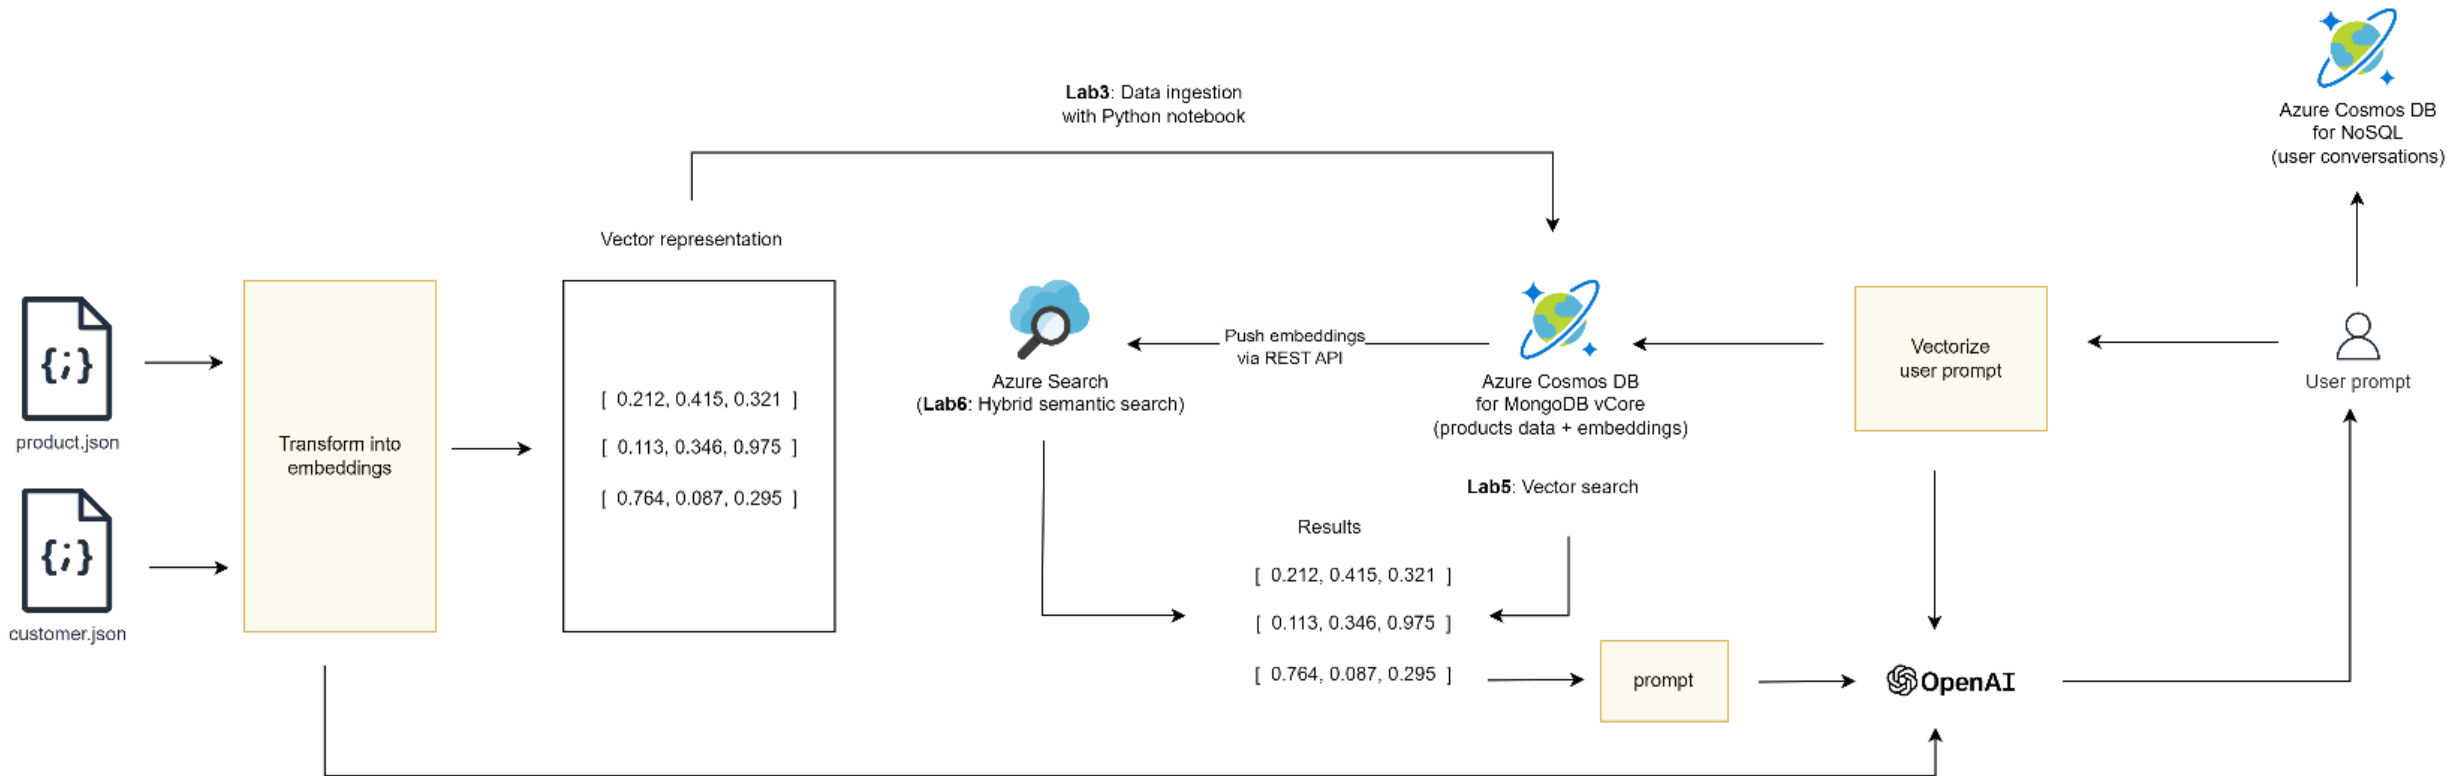 Azure Cosmos DB
for NoSQL
(user conversations)
Lab3: Data ingestion
with Python notebook
Vector representation
product.json
customer.json
Transform into
embeddings
[ 0.212, 0.415, 0.321 ]
[ 0.113, 0.346, 0.975 ]
[ 0.764, 0.087, 0.295 ]
Azure Search
(Lab6: Hybrid semantic search)
Push embeddings
via REST API
Azure Cosmos DB
for MongoDB vCore
(products data + embeddings)
Lab5: Vector search
Vectorize
user prompt
User prompt
Results
[ 0.212, 0.415, 0.321 ]
[ 0.113, 0.346, 0.975 ]
[ 0.764, 0.087, 0.295 ]
prompt
OpenAI